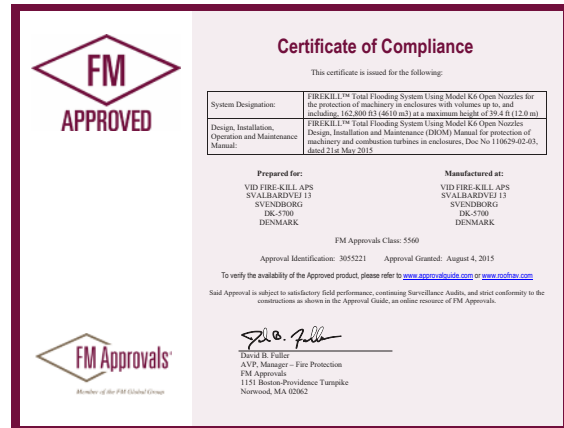 FM
APPROVED
Certificate of Compliance
This certificate is issued for the following:
System Designation:
FIREKILL™ Total Flooding System Using Model K6 Open Nozzles for
the protection of machinery in enclosures with volumes up to, and
including, 162,800 ft3 (4610 m3) at a maximum height of 39.4 ft (12.0 m)
Design, Installation,
Operation and Maintenance
Manual:
FIREKILL™ Total Flooding System Using Model K6 Open Nozzles
Design, Installation and Maintenance (DIOM) Manual for protection of
machinery and combustion turbines in enclosures, Doc No 110629-02-03,
dated 21st May 2015
Prepared for:
VID FIRE-KILL APS
SVALBARDVEJ 13
SVENDBORG
DK-5700
DENMARK
Manufactured at:
VID FIRE-KILL APS
SVALBARDVEJ 13
SVENDBORG
DK-5700
DENMARK
FM Approvals Class: 5560
Approval Identification: 3055221 Approval Granted: August 4, 2015
To verify the availability of the Approved product, please refer to www.approvalguide.com or www.roofnav.com
Said Approval is subject to satisfactory field performance, continuing Surveillance Audits, and strict conformity to the
constructions as shown in the Approval Guide, an online resource of FM Approvals.
David B. Fuller
AVP, Manager – Fire Protection
FM Approvals
1151 Boston-Providence Turnpike
Norwood, MA 02062
FM Approvals
Member of the FM Global Group